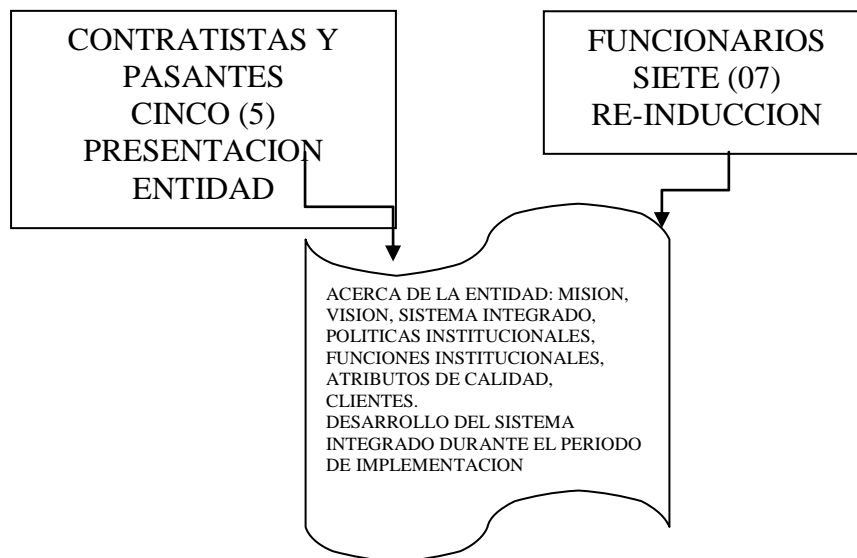 CONTRATISTAS Y
PASANTES
CINCO (5)
PRESENTACION
ENTIDAD
FUNCIONARIOS
SIETE (07)
RE-INDUCCION
ACERCA DE LA ENTIDAD: MISION,
VISION, SISTEMA INTEGRADO,
POLITICAS INSTITUCIONALES,
FUNCIONES INSTITUCIONALES,
ATRIBUTOS DE CALIDAD,
CLIENTES.
DESARROLLO DEL SISTEMA
INTEGRADO DURANTE EL PERIODO
DE IMPLEMENTACION